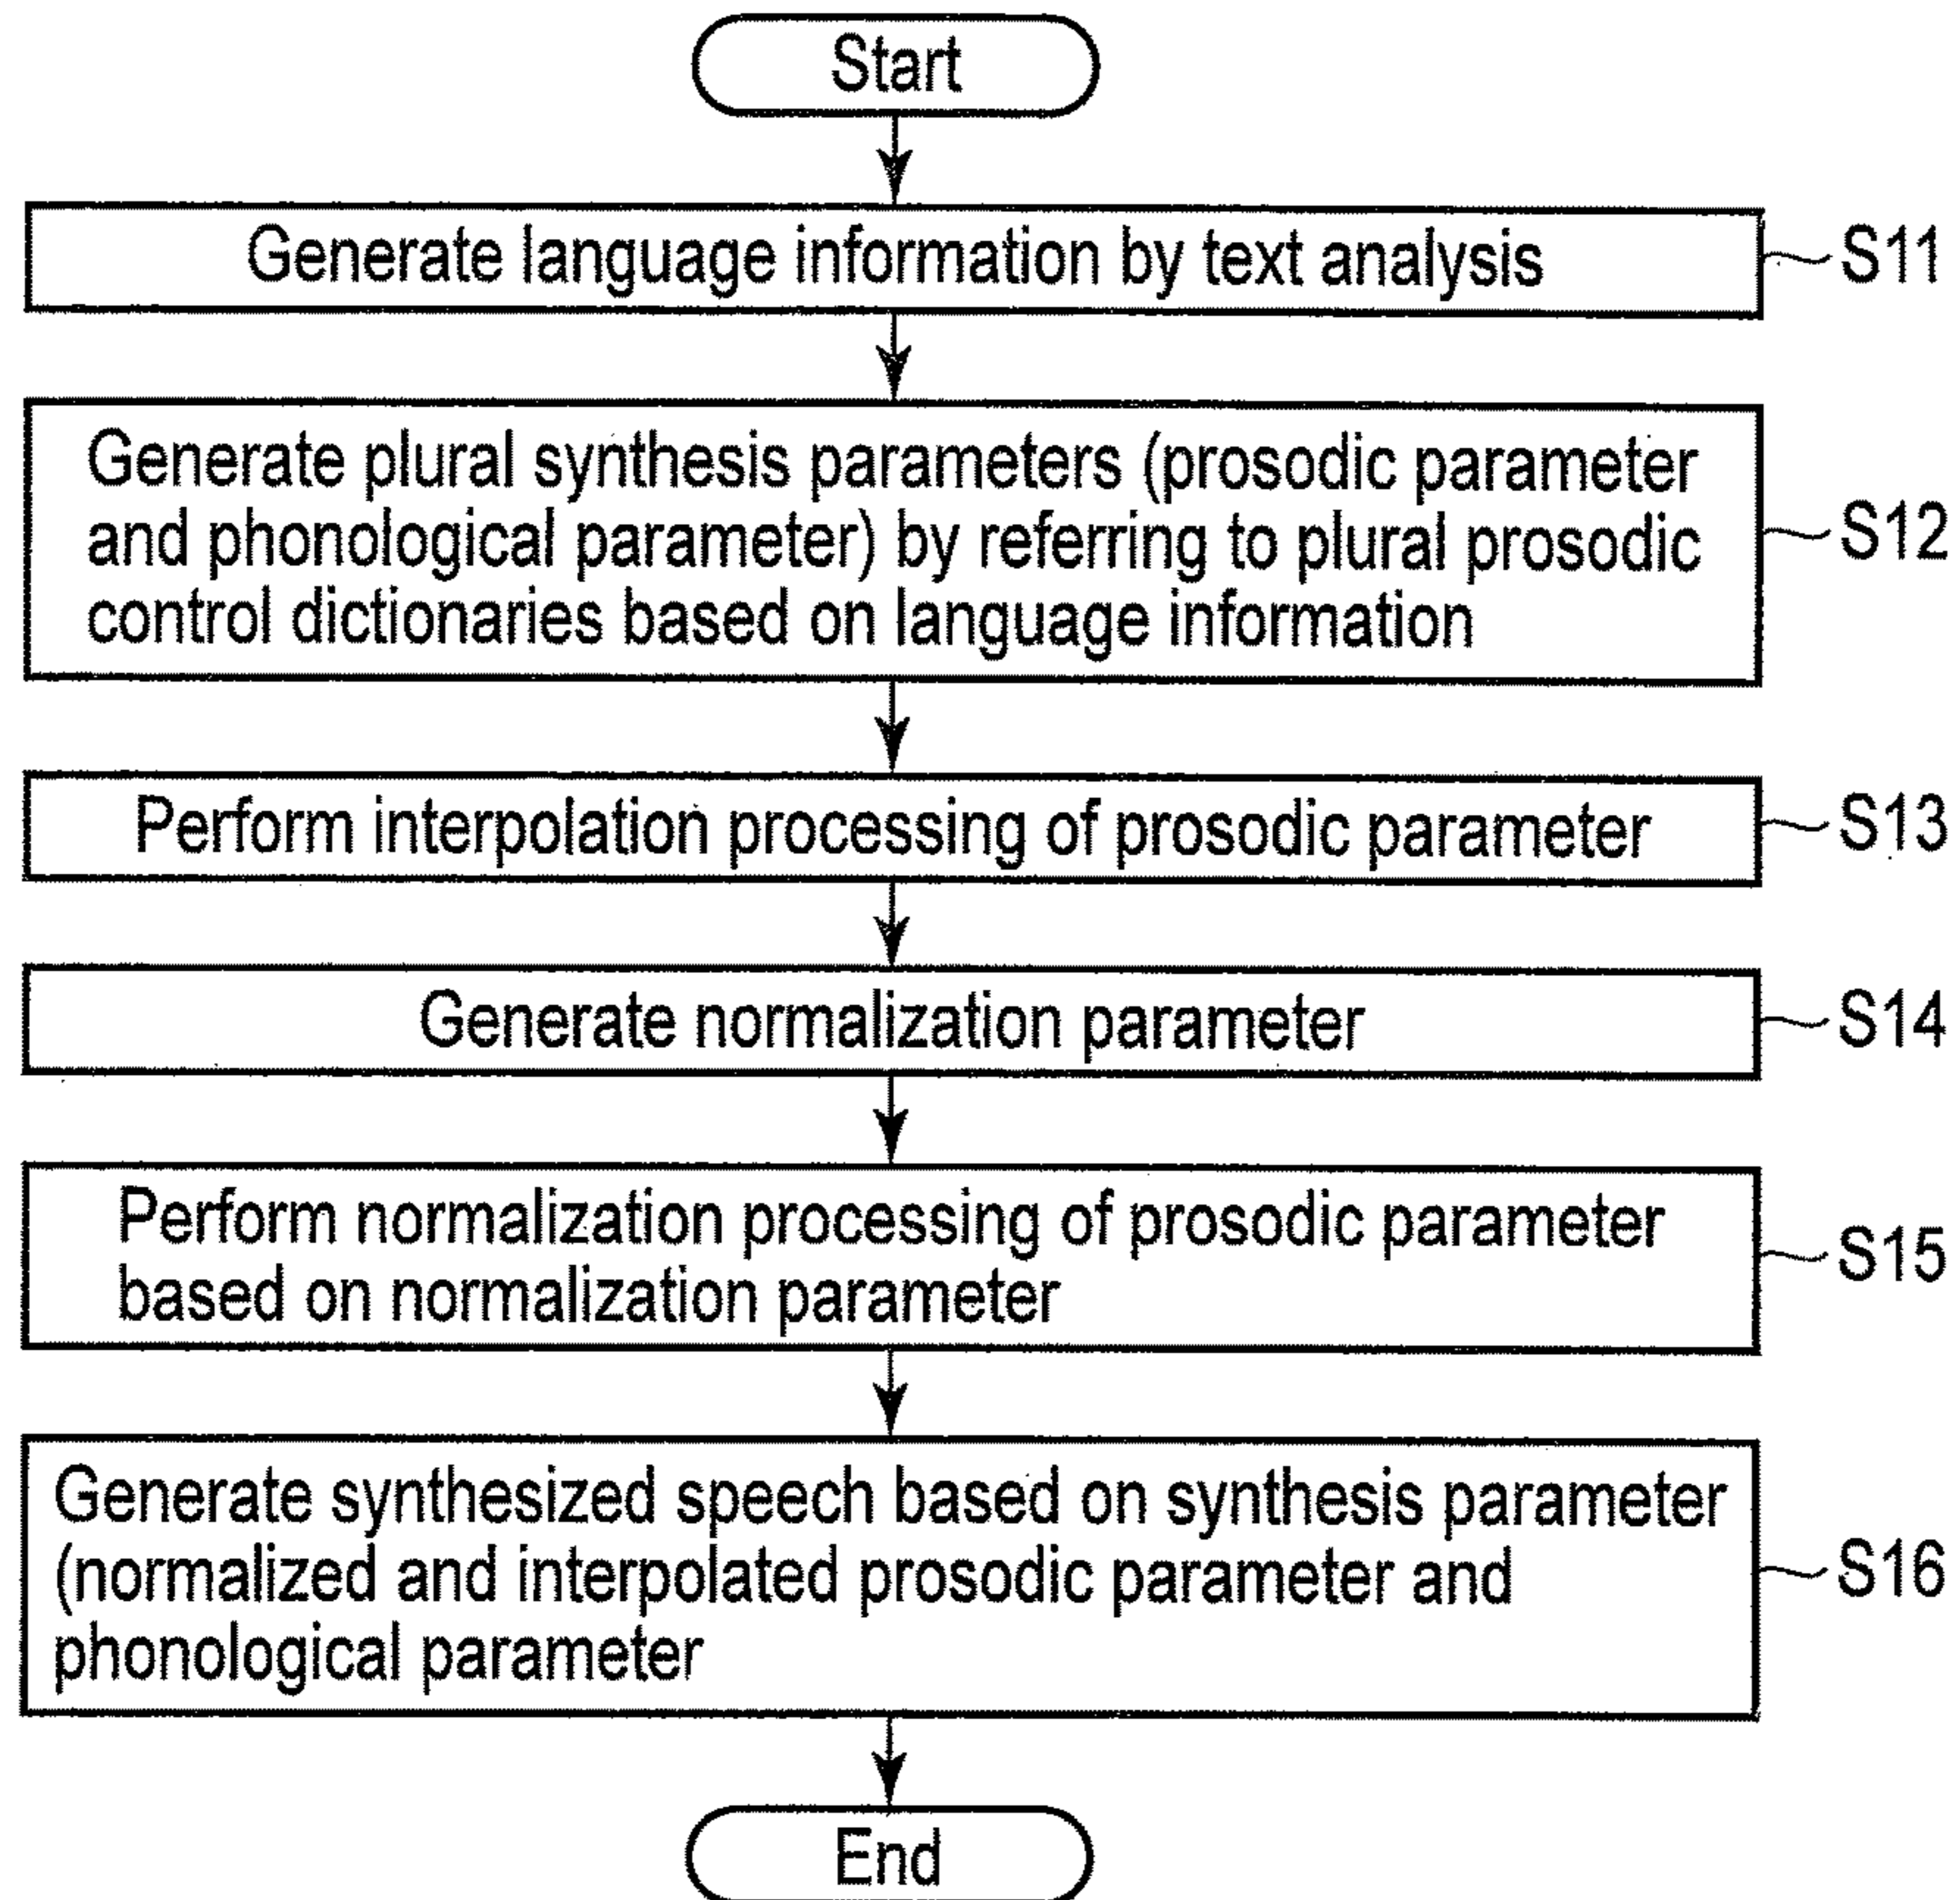 Start
Generate language information by text analysis
S11
Generate plural synthesis parameters (prosodic parameter
and phonological parameter) by referring to plural prosodic
control dictionaries based on language information
S12
Perform interpolation processing of prosodic parameter
S13
Generate normalization parameter
S14
Perform normalization processing of prosodic parameter
based on normalization parameter
S15
Generate synthesized speech based on synthesis parameter
(normalized and interpolated prosodic parameter and
phonological parameter
S16
End